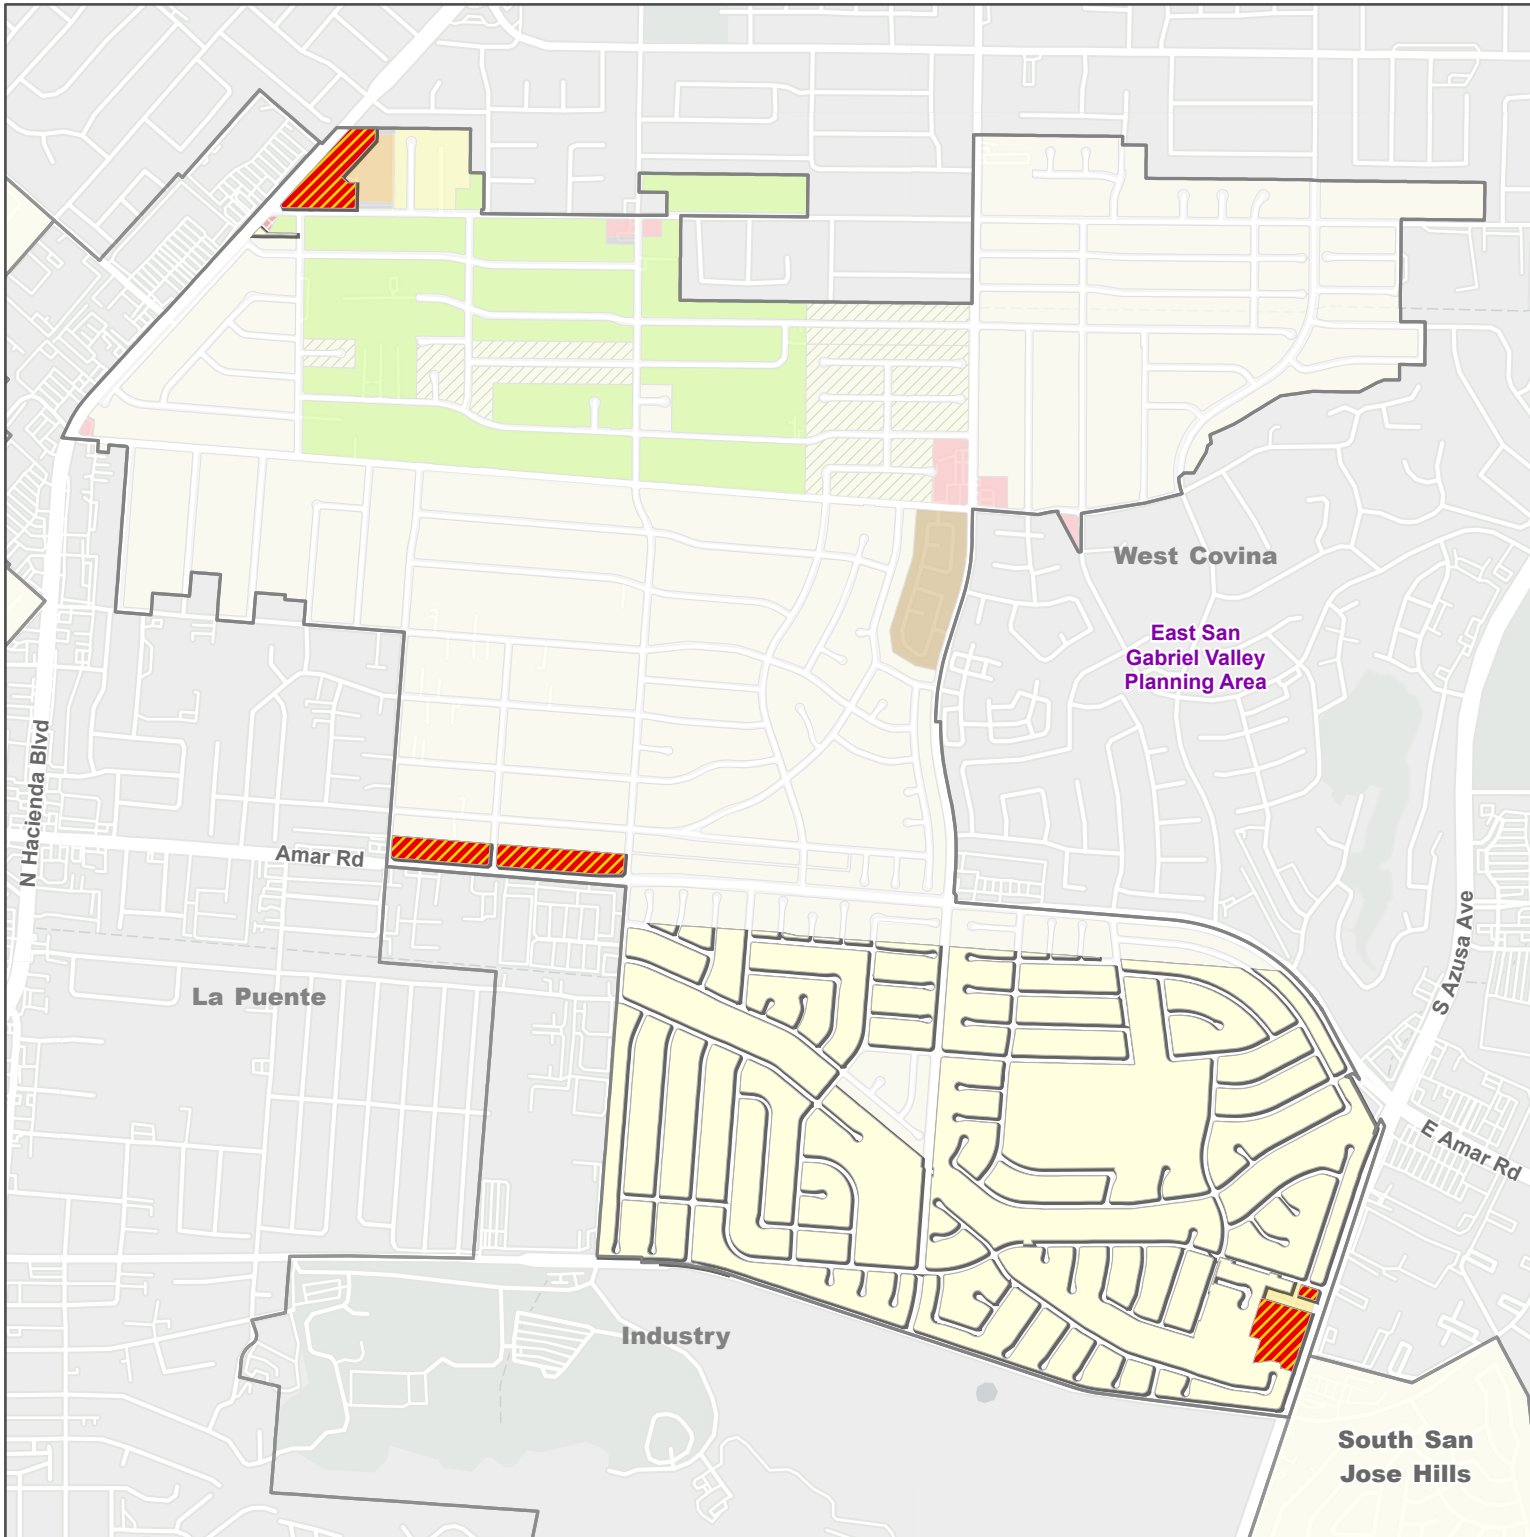 West Covina
East San
Gabriel Valley
Planning Area
N Hacienda Blvd
Amar Rd
S Azusa Ave
La Puente
E Amar Rd
Industry
South San
Jose Hills